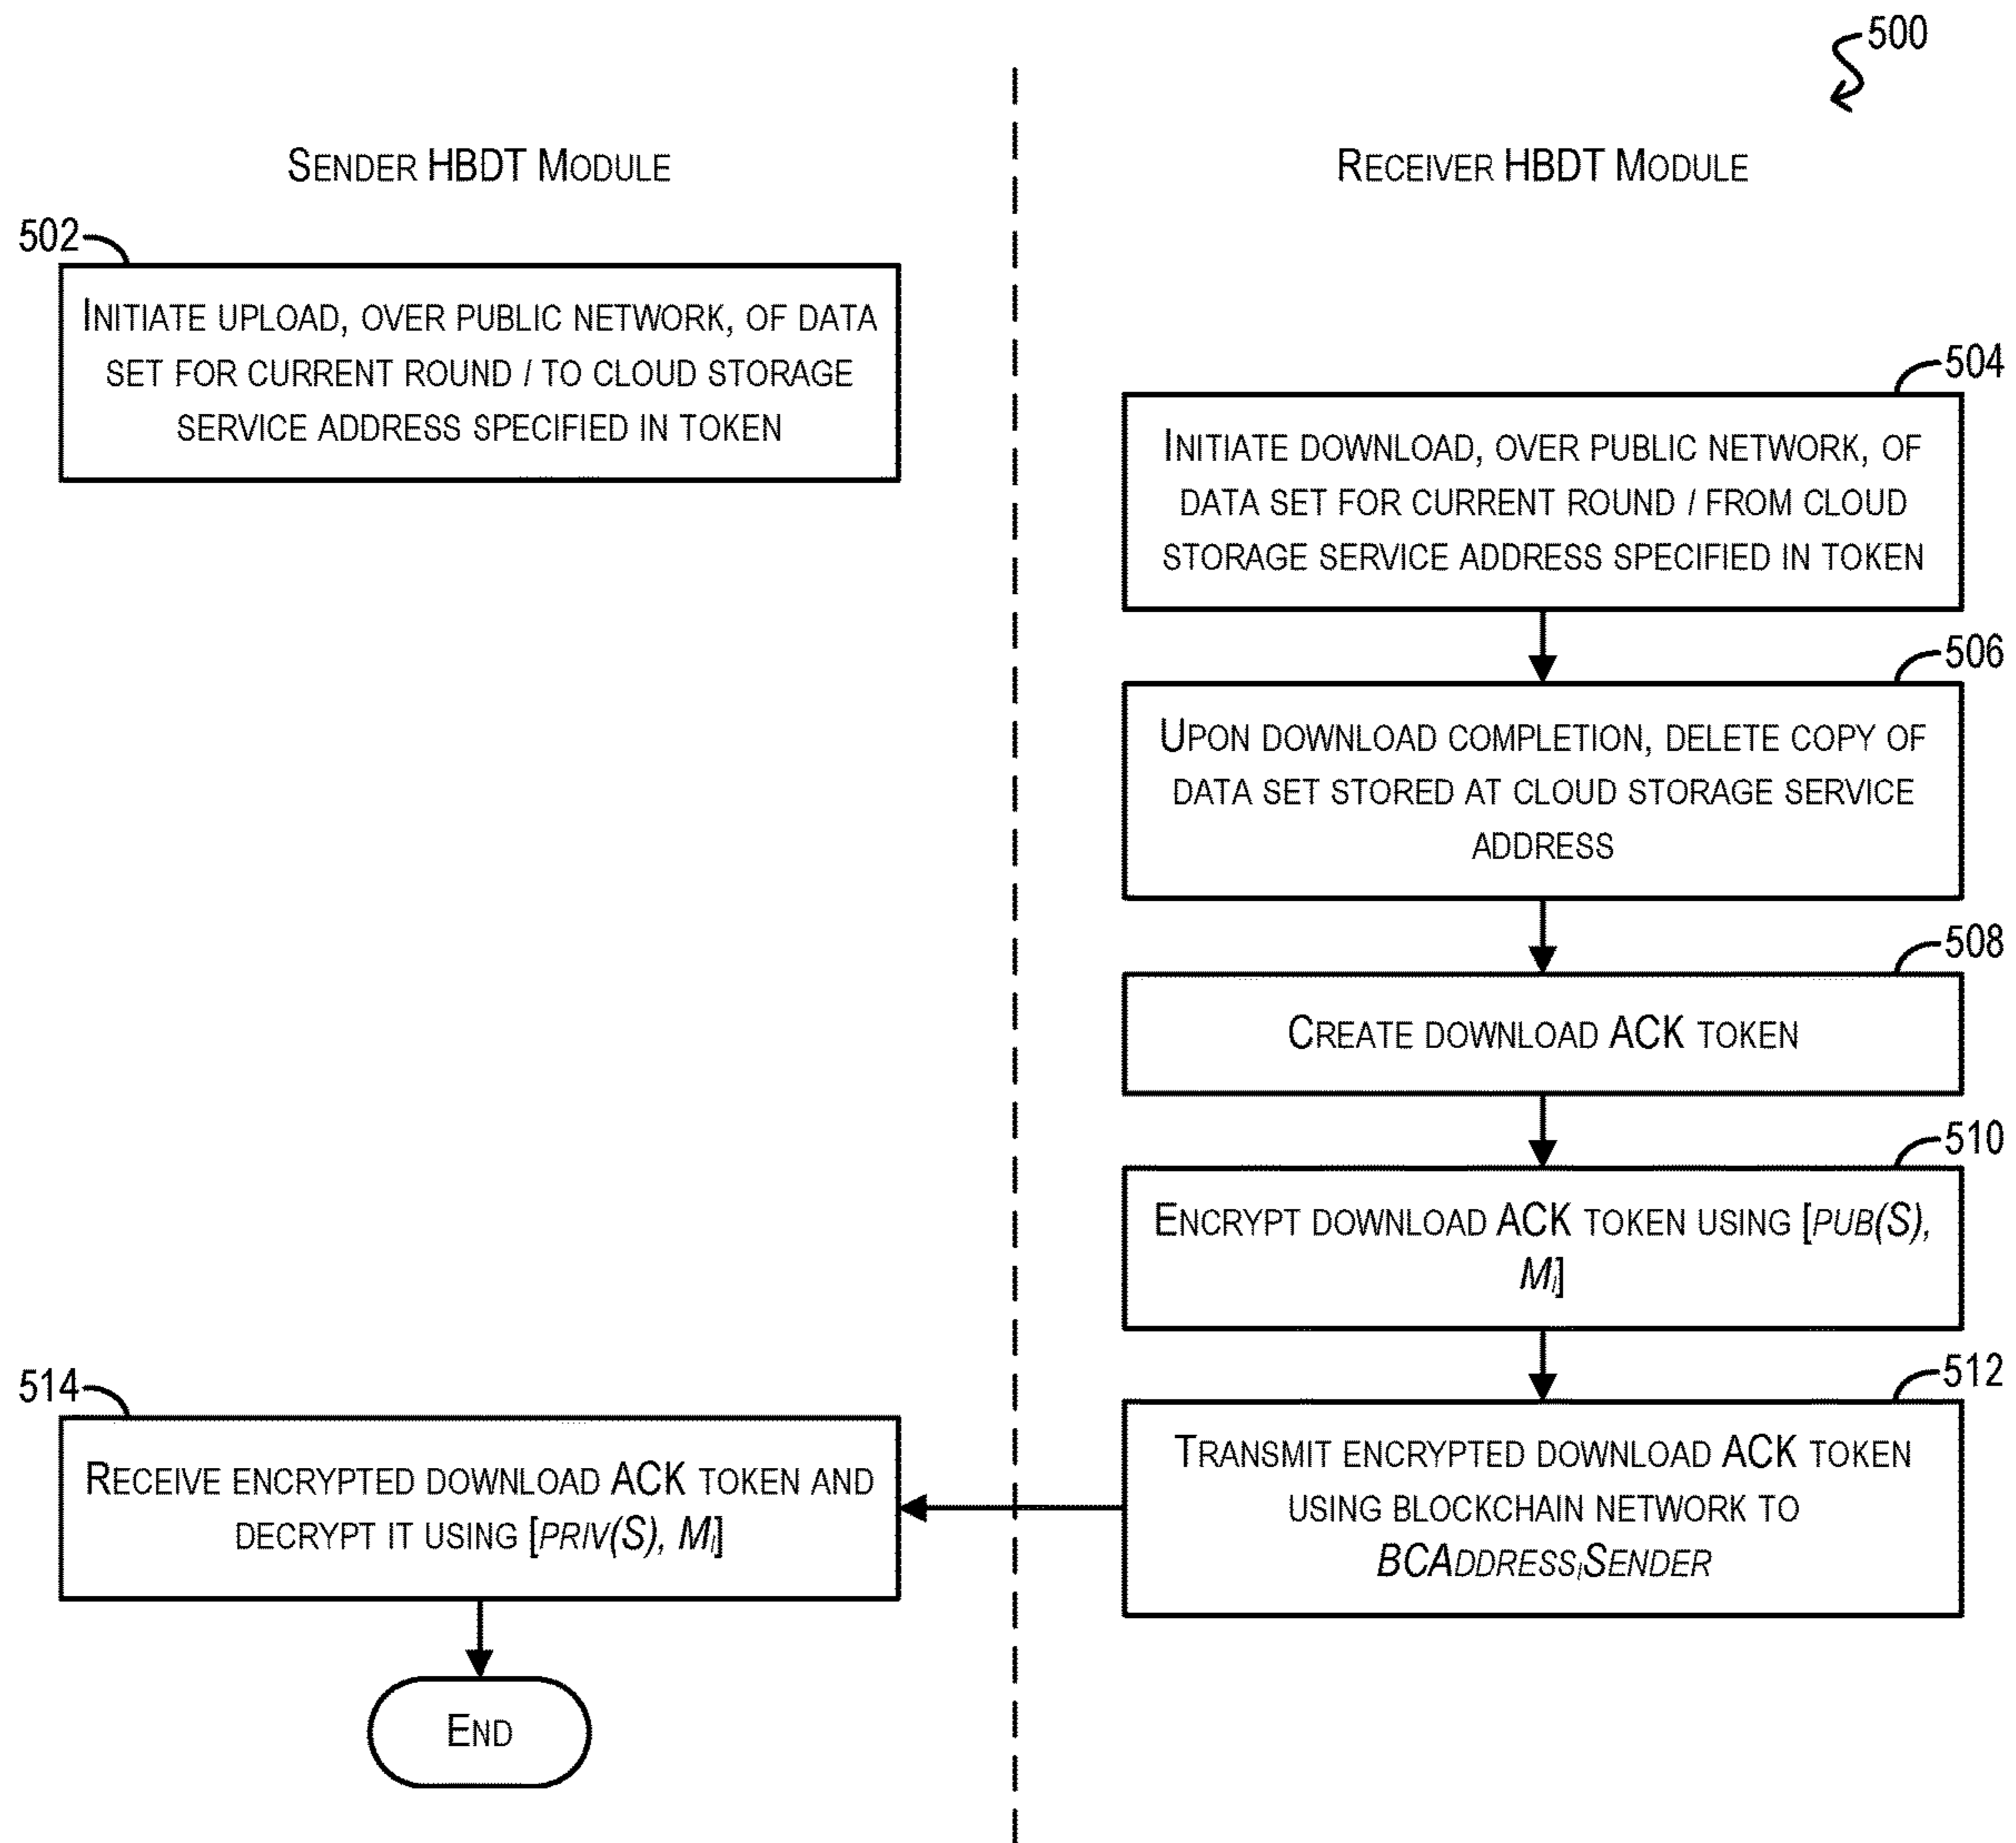 500
SENDER HBDT MODULE
RECEIVER HBDT MODULE
502
INITIATE UPLOAD, OVER PUBLIC NETWORK, OF DATA
SET FOR CURRENT ROUND I TO CLOUD STORAGE
SERVICE ADDRESS SPECIFIED IN TOKEN
504
INITIATE DOWNLOAD, OVER PUBLIC NETWORK, OF
DATA SET FOR CURRENT ROUND I FROM CLOUD
STORAGE SERVICE ADDRESS SPECIFIED IN TOKEN
506
UPON DOWNLOAD COMPLETION, DELETE COPY OF
DATA SET STORED AT CLOUD STORAGE SERVICE
ADDRESS
508
CREATE DOWNLOAD ACK TOKEN
510
ENCRYPT DOWNLOAD ACK TOKEN USING [PUB(S),
MI]
512
TRANSMIT ENCRYPTED DOWNLOAD ACK TOKEN
USING BLOCKCHAIN NETWORK TO
BCADDRESSISENDER
514
RECEIVE ENCRYPTED DOWNLOAD ACK TOKEN AND
DECRYPT IT USING [PRIV(S), MI]
END